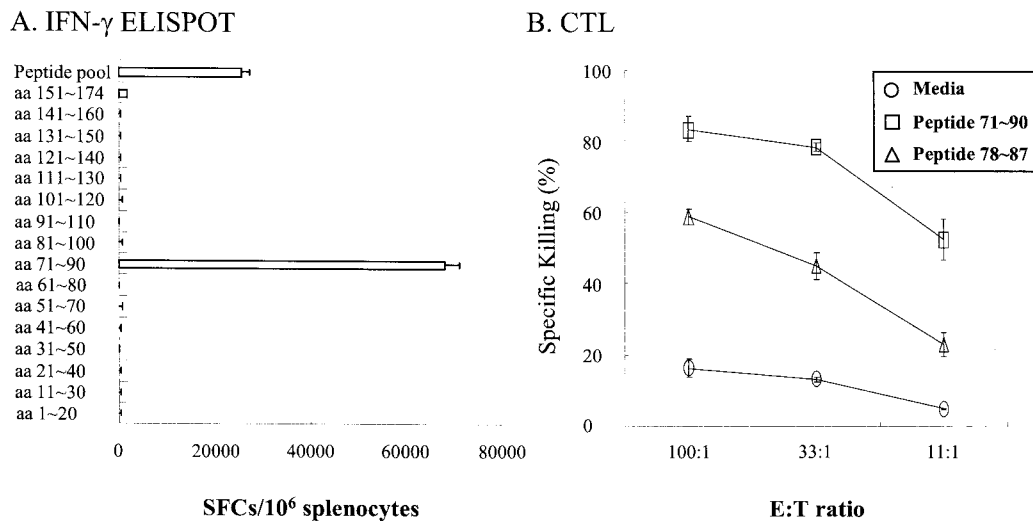 A. IFN-γ ELISPOT
Peptide pool
aa 151~174
aa 141~160
aa 131~150
aa 121~140
aa 111~130
aa 101~120
aa 91~110
aa 81~100
aa 71~90
aa 61~80
aa 51~70
aa 41~60
aa 31~50
aa 21~40
aa 11~30
aa 1~20
0 20000 40000 60000 80000
SFCs/10⁶ splenocytes
B. CTL
Specific Killing (%)
100
80
60
40
20
0
Media
Peptide 71~90
Peptide 78~87
100:1 33:1 11:1
E:T ratio